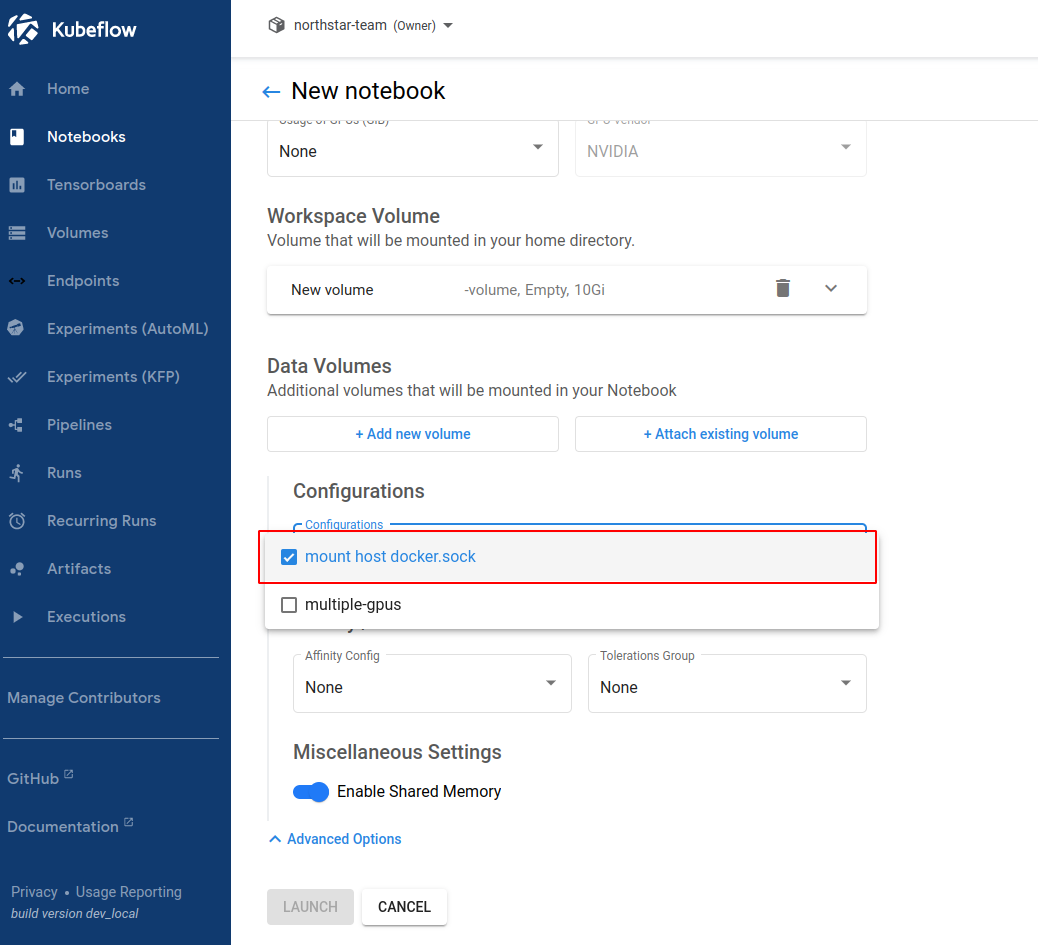 Kubeflow
Home
Notebooks
Tensorboards
Volumes
Endpoints
Experiments (AutoML)
Experiments (KFP)
Pipelines
Runs
Recurring Runs
Artifacts
Executions
Manage Contributors
GitHub
Documentation
Privacy • Usage Reporting
build version dev_local
northstar-team (Owner)
New notebook
None
NVIDIA
Workspace Volume
Volume that will be mounted in your home directory.
New volume -volume, Empty, 10Gi
Data Volumes
Additional volumes that will be mounted in your Notebook
+ Add new volume
+ Attach existing volume
Configurations
Configurations
mount host docker.sock
multiple-gpus
Affinity Config
None
Tolerations Group
None
Miscellaneous Settings
Enable Shared Memory
Advanced Options
LAUNCH
CANCEL